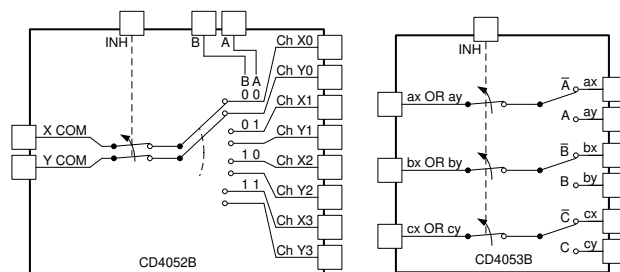 INH
B
A
Ch X0
B A
Ch Y0
0 0
Ch X1
0 1
X COM
Ch Y1
Y COM
1 0
Ch X2
Ch Y2
1 1
Ch X3
Ch Y3
CD4052B
INH
A̅
ax
ax OR ay
A
ay
B̅
bx
bx OR by
B
by
C̅
cx
cx OR cy
C
cy
CD4053B